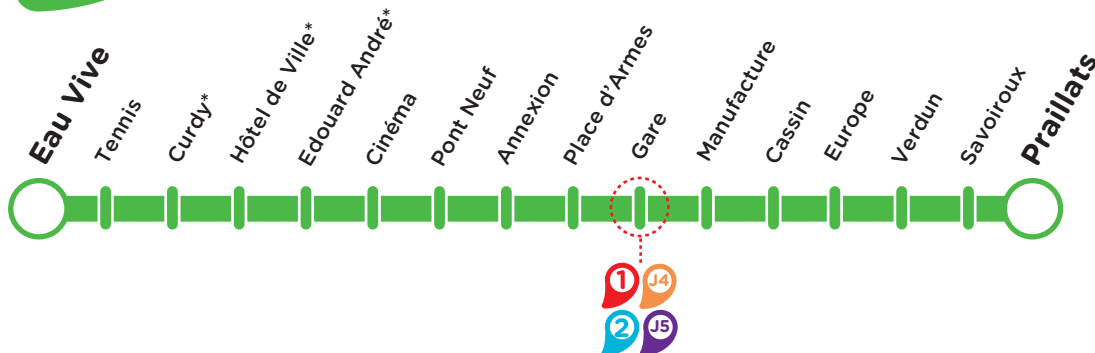 Eau Vive
Tennis
Curdy*
Hôtel de Ville*
Edouard André*
Cinéma
Pont Neuf
Annexion
Place d'Armes
Gare
Manufacture
Cassin
Europe
Verdun
Savoiroux
Praillats
1 J4
2 J5